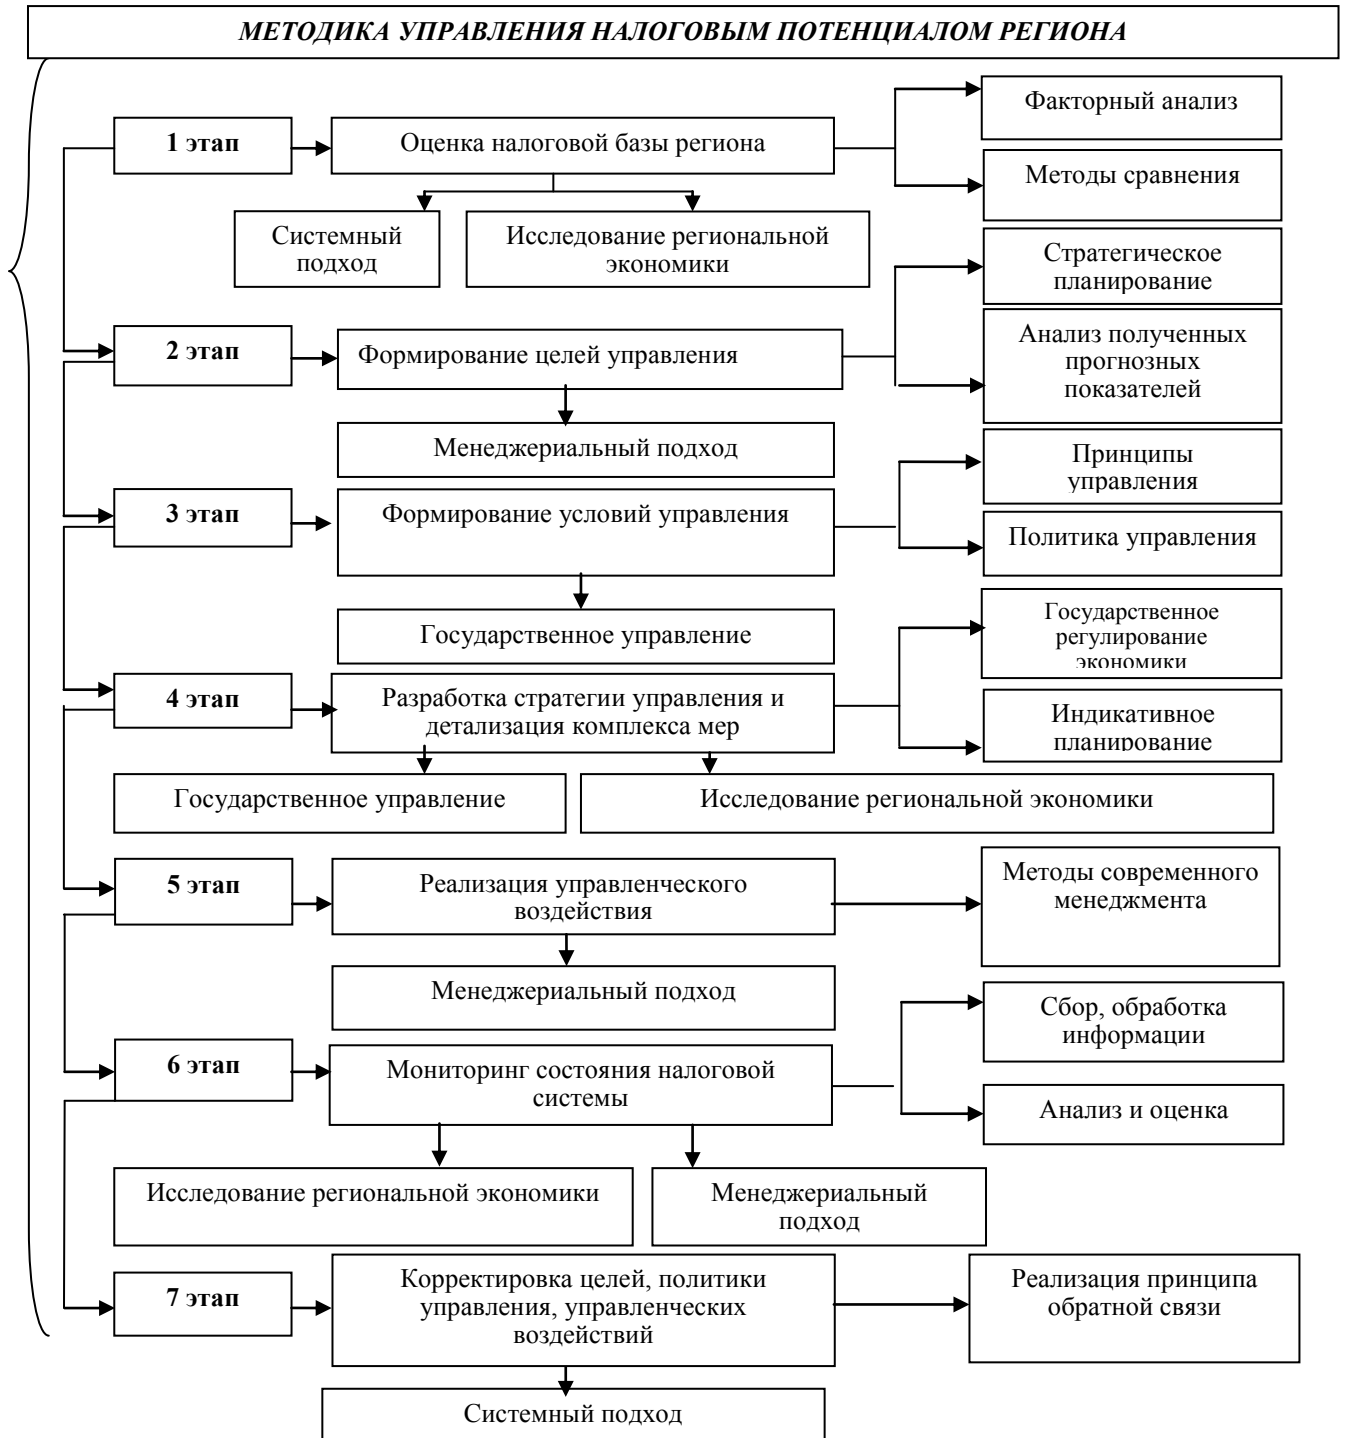 МЕТОДИКА УПРАВЛЕНИЯ НАЛОГОВЫМ ПОТЕНЦИАЛОМ РЕГИОНА
1 этап
Оценка налоговой базы региона
Факторный анализ
Методы сравнения
Системный
подход
Исследование региональной
экономики
2 этап
Формирование целей управления
Стратегическое
планирование
Анализ полученных
прогнозных
показателей
Менеджериальный подход
3 этап
Формирование условий управления
Принципы
управления
Политика управления
Государственное управление
4 этап
Разработка стратегии управления и
детализация комплекса мер
Государственное
регулирование
экономики
Индикативное
планирование
Государственное управление
Исследование региональной экономики
5 этап
Реализация управленческого
воздействия
Методы современного
менеджмента
Менеджериальный подход
6 этап
Мониторинг состояния налоговой
системы
Сбор, обработка
информации
Анализ и оценка
Исследование региональной экономики
Менеджериальный
подход
7 этап
Корректировка целей, политики
управления, управленческих
воздействий
Реализация принципа
обратной связи
Системный подход